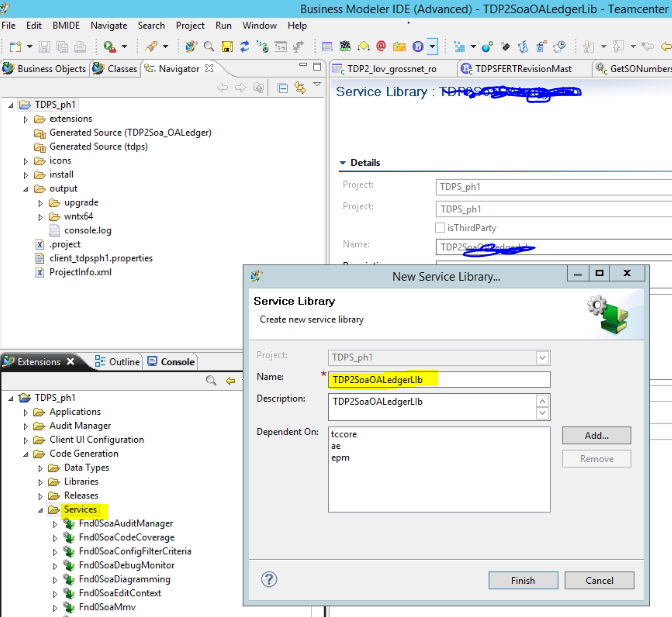 Business Modeler IDE (Advanced) - TDP2SoaOALedgerLIb - Teamcenter
File Edit BMIDE Navigate Search Project Run Window Help
Business Objects Classes Navigator
TDP2_lov_grossnet_ro TDPSFERTRevisionMast GetSONumber
TDPS_ph1
extensions
Generated Source (TDP2Soa_OALedger)
Generated Source (tdps)
icons
install
output
upgrade
wntx64
console.log
.project
client_tdpsph1.properties
ProjectInfo.xml
Service Library :
Details
Project: TDPS_ph1
Project: TDPS_ph1
isThirdParty
Name: TDP2SoaOALedgerLib
New Service Library...
Service Library
Create new service library
Project: TDPS_ph1
Name: * TDP2SoaOALedgerLIb
Description: TDP2SoaOALedgerLIb
Dependent On: tccore
ae
epm
Add...
Remove
Finish Cancel
Extensions Outline Console
TDPS_ph1
Applications
Audit Manager
Client UI Configuration
Code Generation
Data Types
Libraries
Releases
Services
Fnd0SoaAuditManager
Fnd0SoaCodeCoverage
Fnd0SoaConfigFilterCriteria
Fnd0SoaDebugMonitor
Fnd0SoaDiagramming
Fnd0SoaEditContext
Fnd0SoaMmv